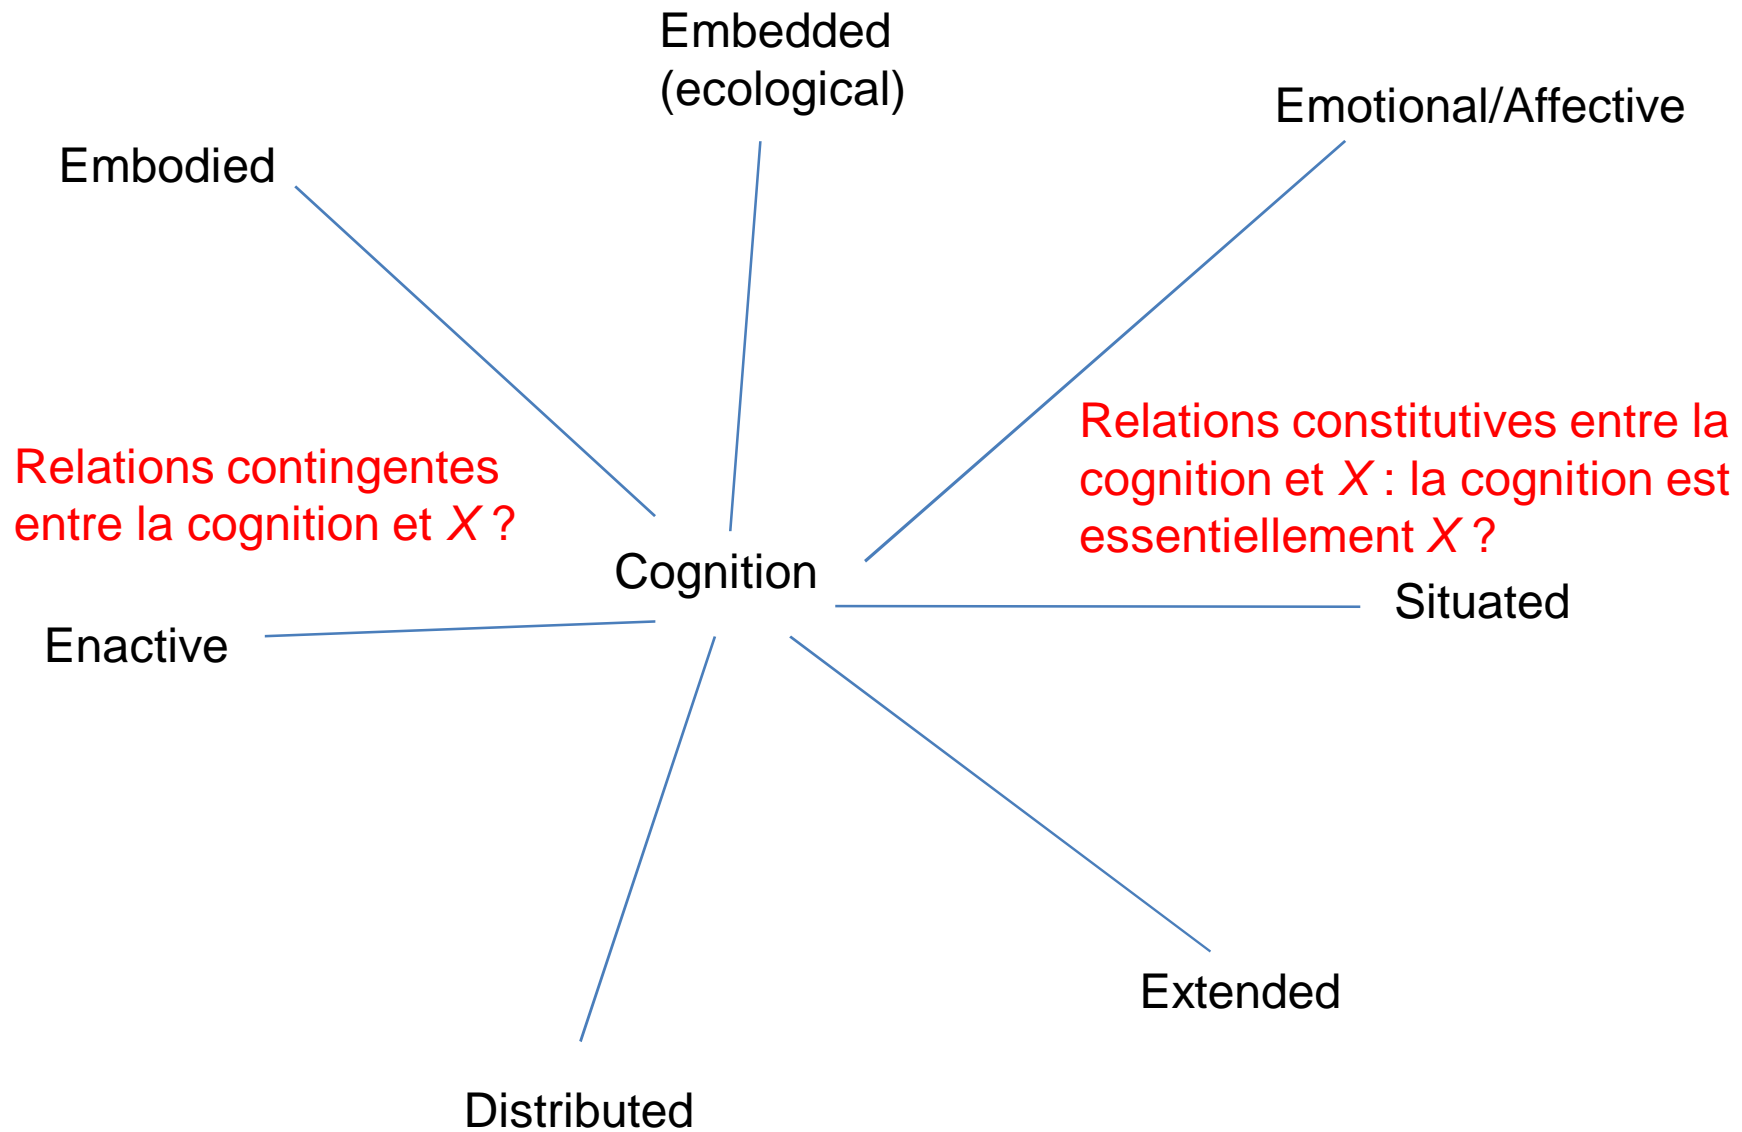 Embedded
(ecological)
Emotional/Affective
Embodied
Relations contingentes
entre la cognition et X ?
Relations constitutives entre la
cognition et X : la cognition est
essentiellement X ?
Cognition
Situated
Enactive
Extended
Distributed